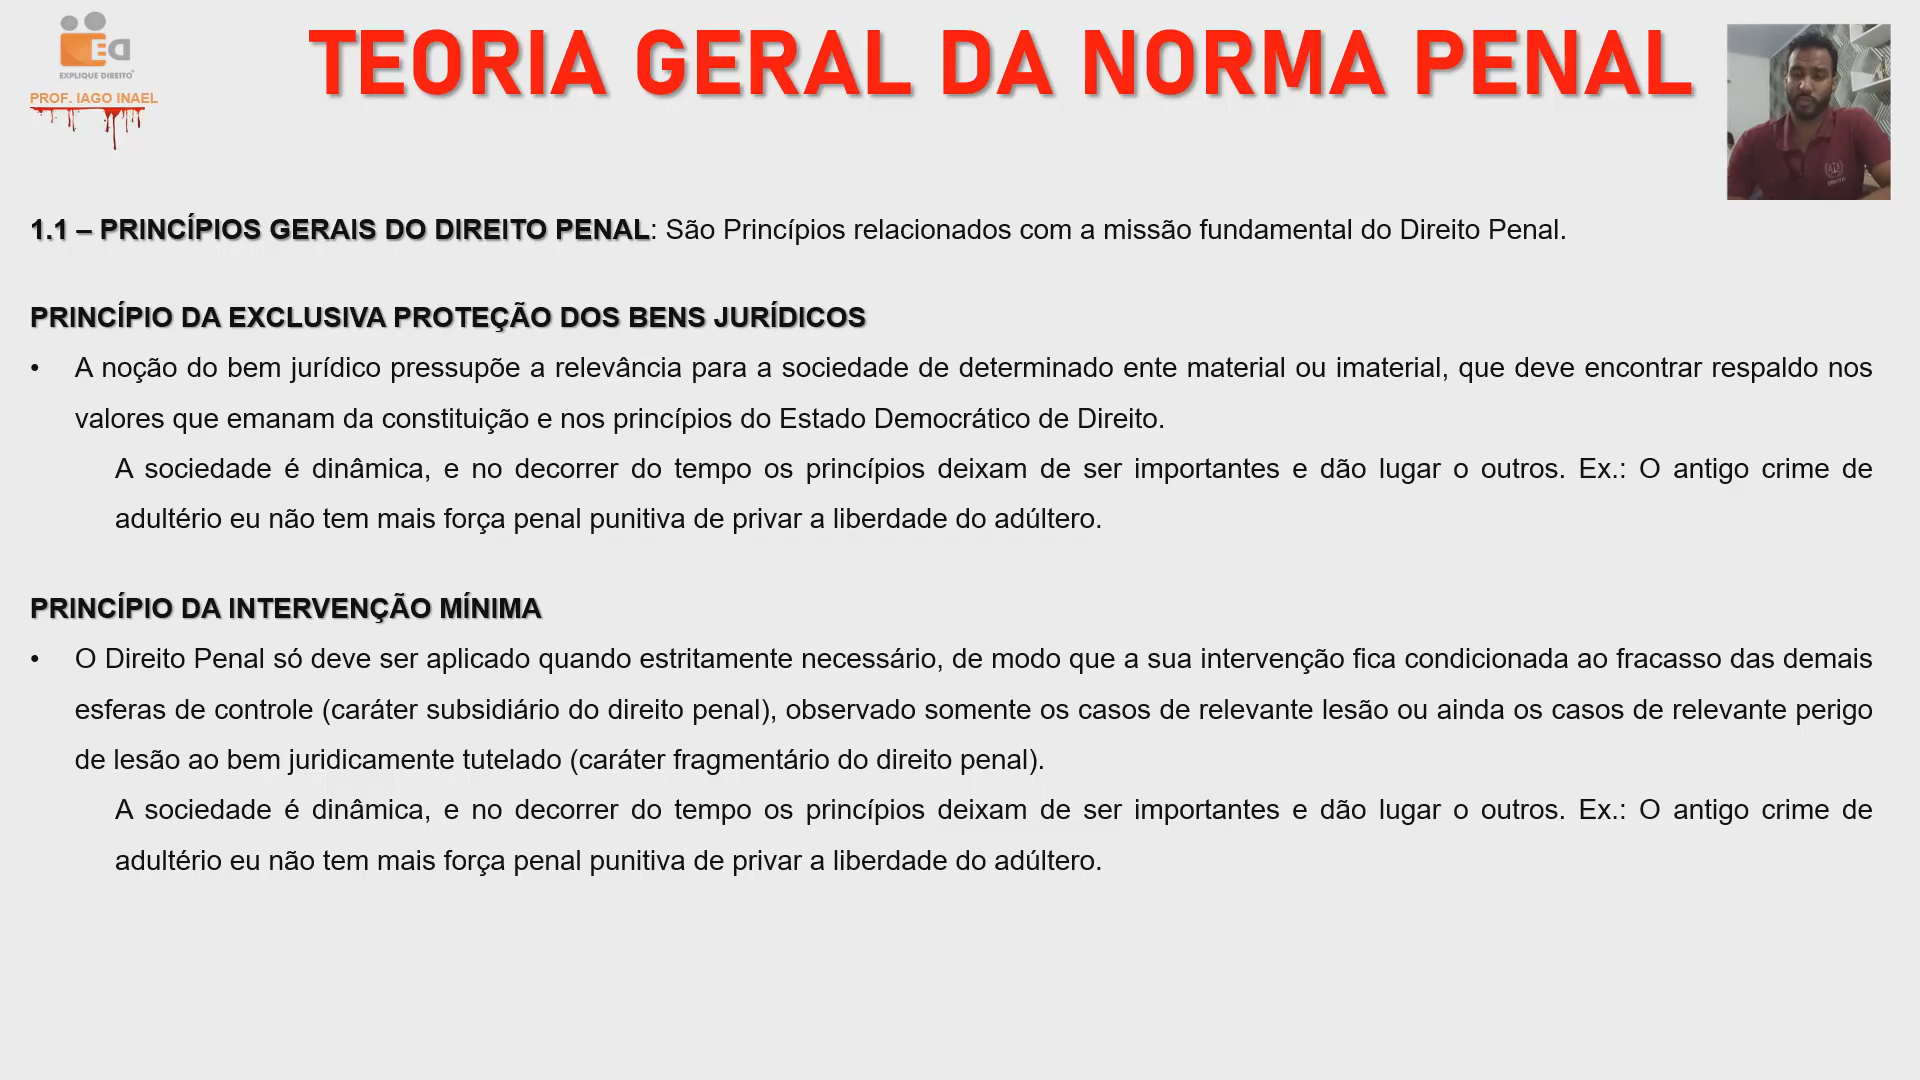 ED
EXPLIQUE DIREITO
PROF. IAGO INAEL
TEORIA GERAL DA NORMA PENAL
1.1 – PRINCÍPIOS GERAIS DO DIREITO PENAL: São Princípios relacionados com a missão fundamental do Direito Penal.
PRINCÍPIO DA EXCLUSIVA PROTEÇÃO DOS BENS JURÍDICOS
• A noção do bem jurídico pressupõe a relevância para a sociedade de determinado ente material ou imaterial, que deve encontrar respaldo nos
valores que emanam da constituição e nos princípios do Estado Democrático de Direito.
A sociedade é dinâmica, e no decorrer do tempo os princípios deixam de ser importantes e dão lugar o outros. Ex.: O antigo crime de
adultério eu não tem mais força penal punitiva de privar a liberdade do adúltero.
PRINCÍPIO DA INTERVENÇÃO MÍNIMA
• O Direito Penal só deve ser aplicado quando estritamente necessário, de modo que a sua intervenção fica condicionada ao fracasso das demais
esferas de controle (caráter subsidiário do direito penal), observado somente os casos de relevante lesão ou ainda os casos de relevante perigo
de lesão ao bem juridicamente tutelado (caráter fragmentário do direito penal).
A sociedade é dinâmica, e no decorrer do tempo os princípios deixam de ser importantes e dão lugar o outros. Ex.: O antigo crime de
adultério eu não tem mais força penal punitiva de privar a liberdade do adúltero.